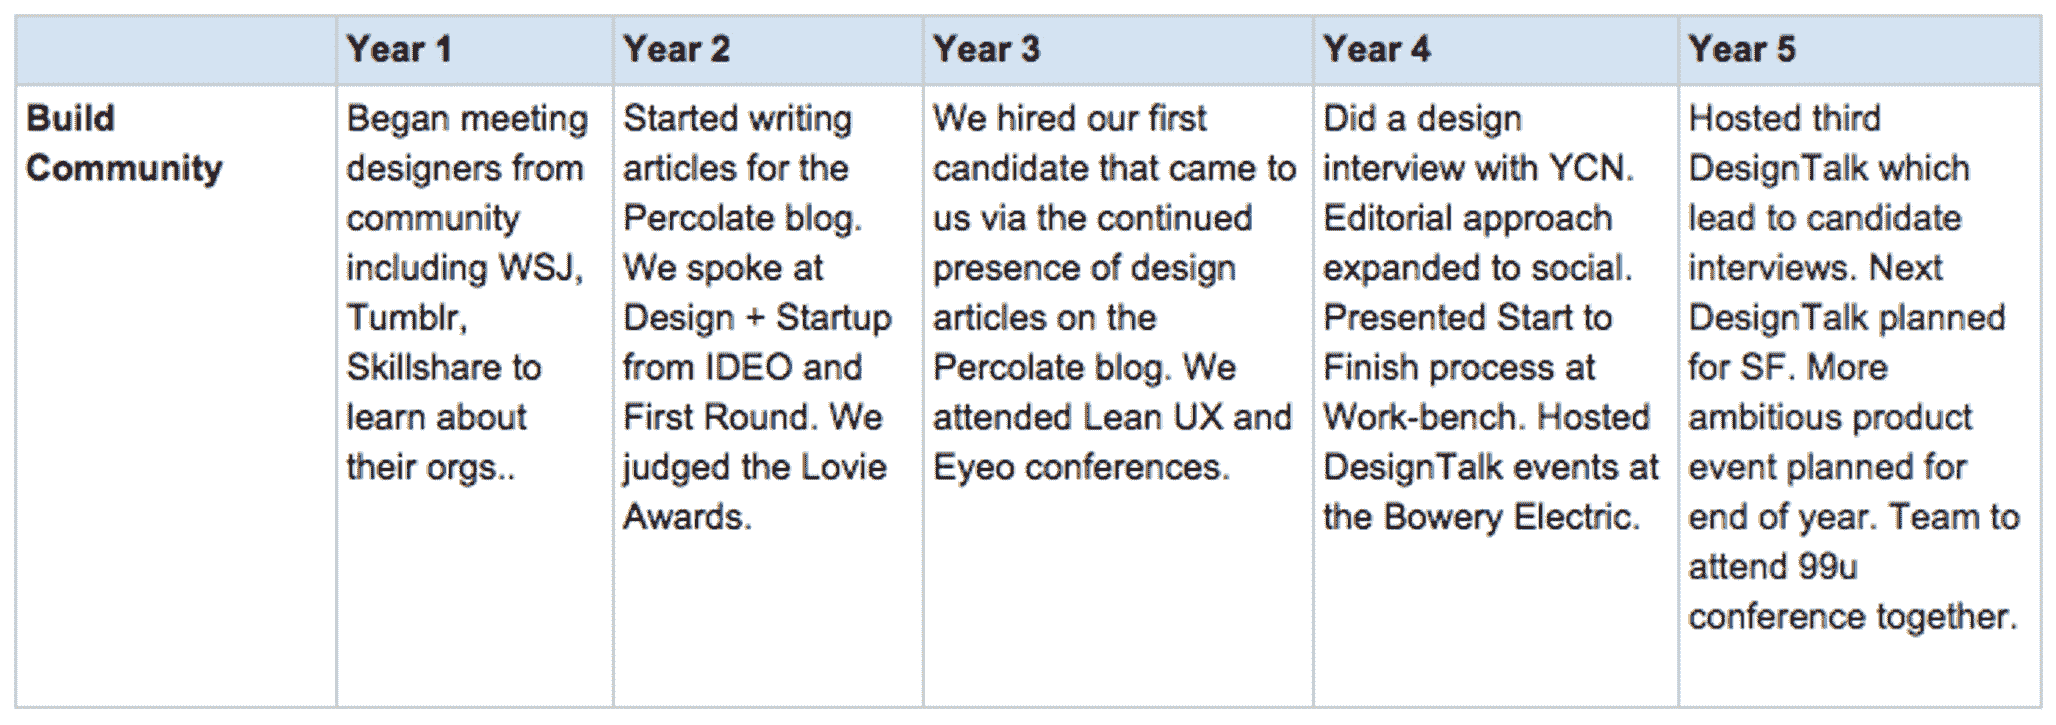 Year 1
Year 2
Year 3
Year 4
Year 5
Build
Community
Began meeting
designers from
community
including WSJ,
Tumblr,
Skillshare to
learn about
their orgs..
Started writing
articles for the
Percolate blog.
We spoke at
Design + Startup
from IDEO and
First Round. We
judged the Lovie
Awards.
We hired our first
candidate that came to
us via the continued
presence of design
articles on the
Percolate blog. We
attended Lean UX and
Eyeo conferences.
Did a design
interview with YCN.
Editorial approach
expanded to social.
Presented Start to
Finish process at
Work-bench. Hosted
DesignTalk events at
the Bowery Electric.
Hosted third
DesignTalk which
lead to candidate
interviews. Next
DesignTalk planned
for SF. More
ambitious product
event planned for
end of year. Team to
attend 99u
conference together.